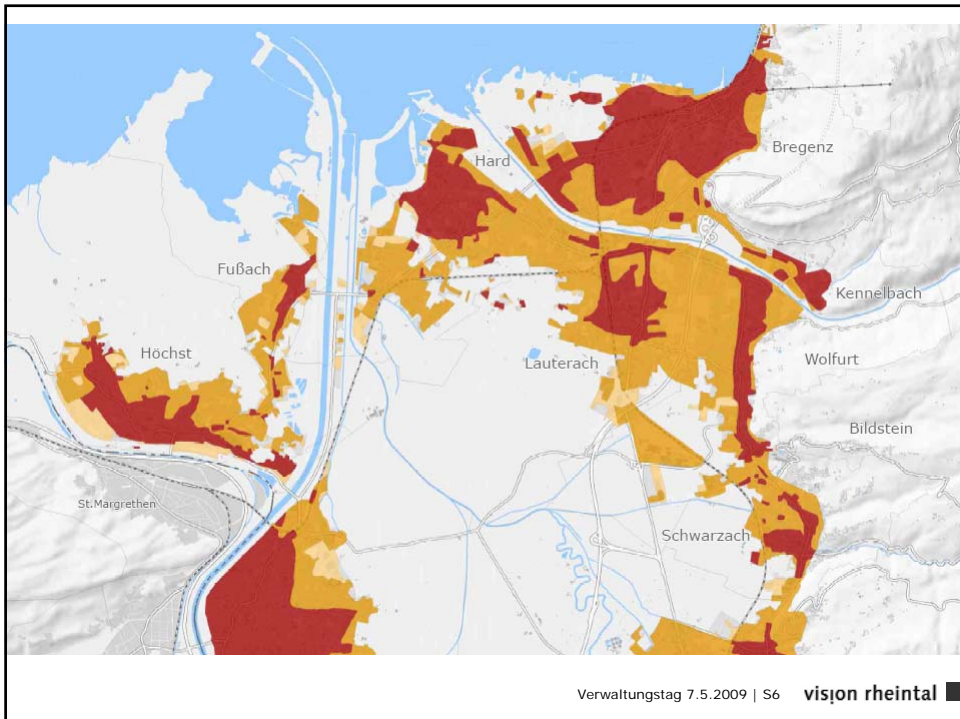 Bregenz
Hard
Fußach
Kennelbach
Höchst
Lauterach
Wolfurt
Bildstein
St.Margrethen
Schwarzach
Verwaltungstag 7.5.2009 | S6 vision rheintal